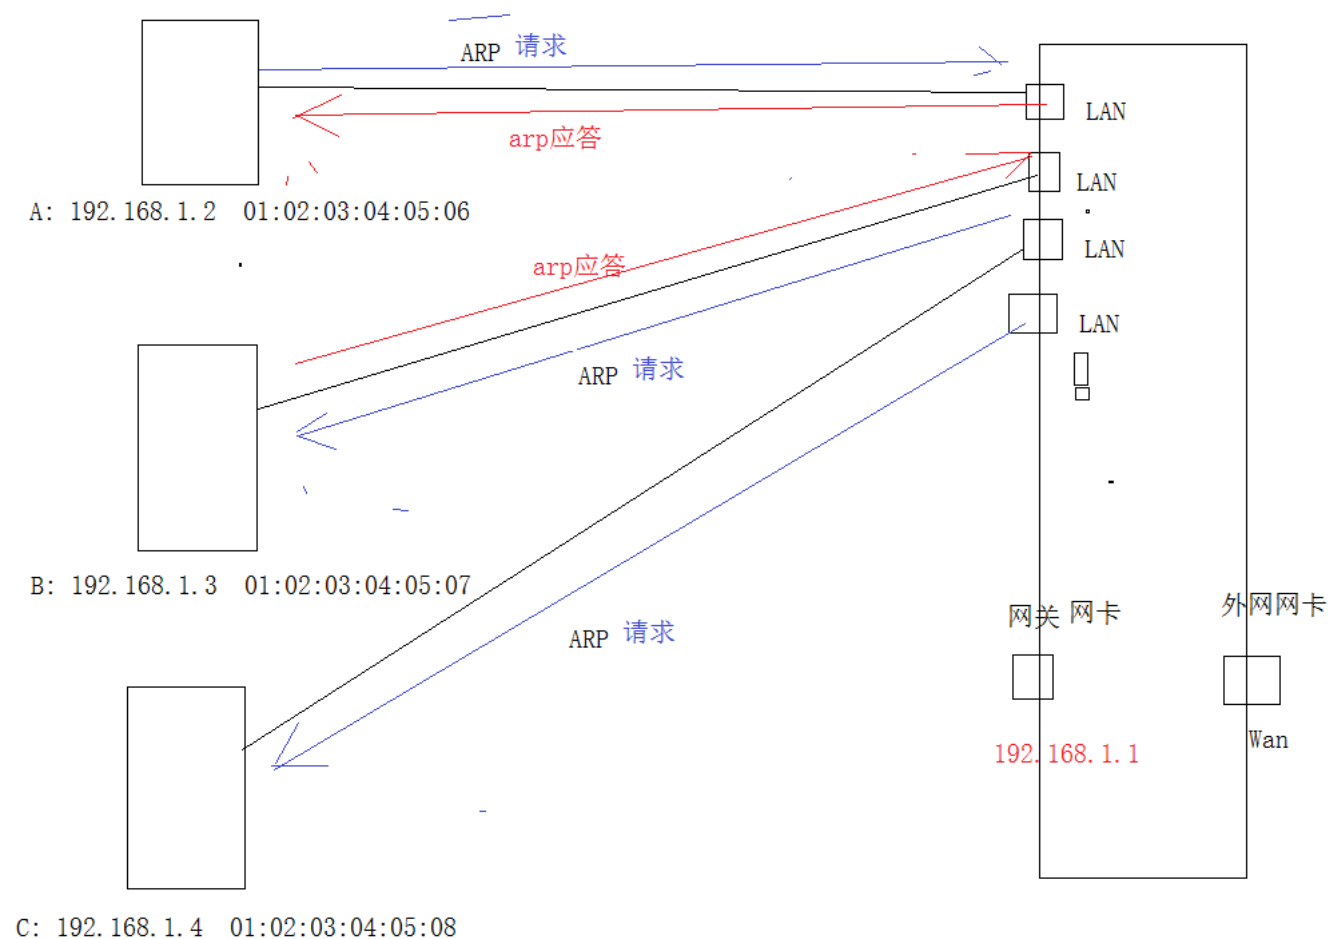 ARP 请求
LAN
arp应答
LAN
A: 192.168.1.2 01:02:03:04:05:06
LAN
arp应答
LAN
ARP 请求
B: 192.168.1.3 01:02:03:04:05:07
网关 网卡
外网网卡
ARP 请求
192.168.1.1
Wan
C: 192.168.1.4 01:02:03:04:05:08